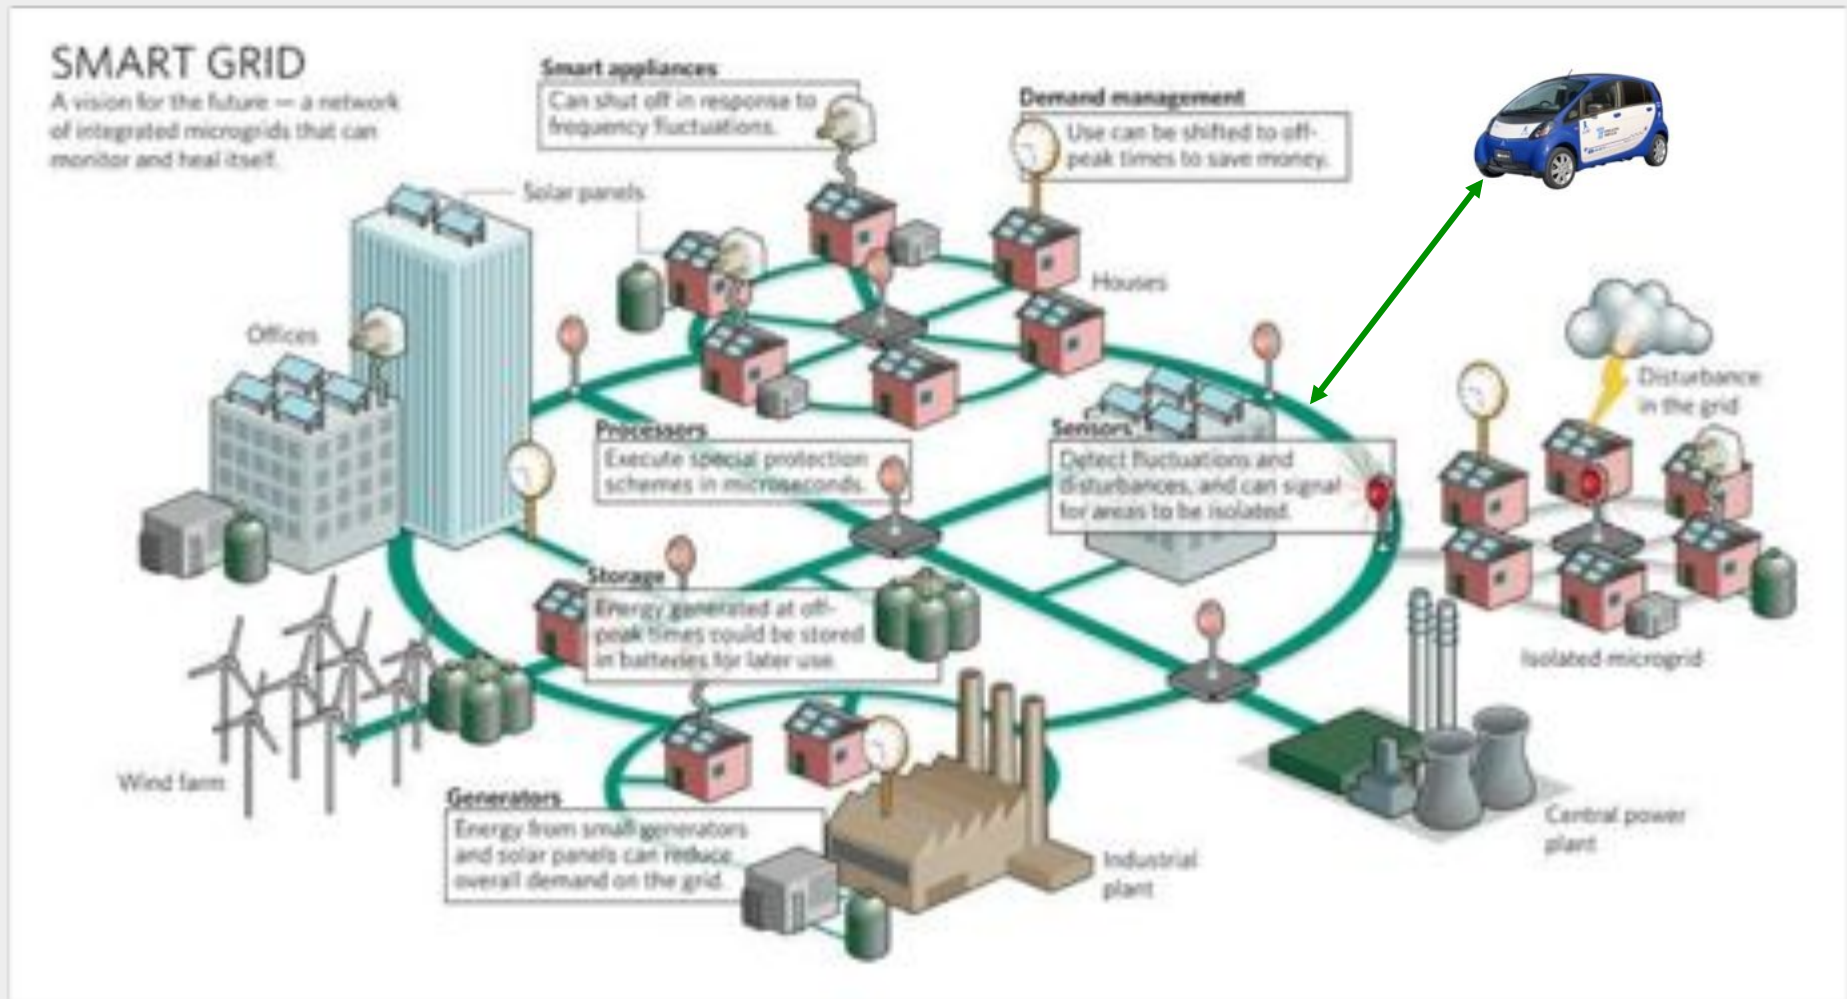 SMART GRID
A vision for the future — a network
of integrated microgrids that can
monitor and heal itself.
Smart appliances
Can shut off in response to
frequency fluctuations.
Demand management
Use can be shifted to off-
peak times to save money.
Solar panels
Houses
Offices
Disturbance
in the grid
Processors
Execute special protection
schemes in microseconds.
Sensors
Detect fluctuations and
disturbances, and can signal
for areas to be isolated.
Storage
Energy generated at off-
peak times could be stored
in batteries for later use.
Isolated microgrid
Wind farm
Generators
Energy from small generators
and solar panels can reduce
overall demand on the grid.
Central power
plant
Industrial
plant